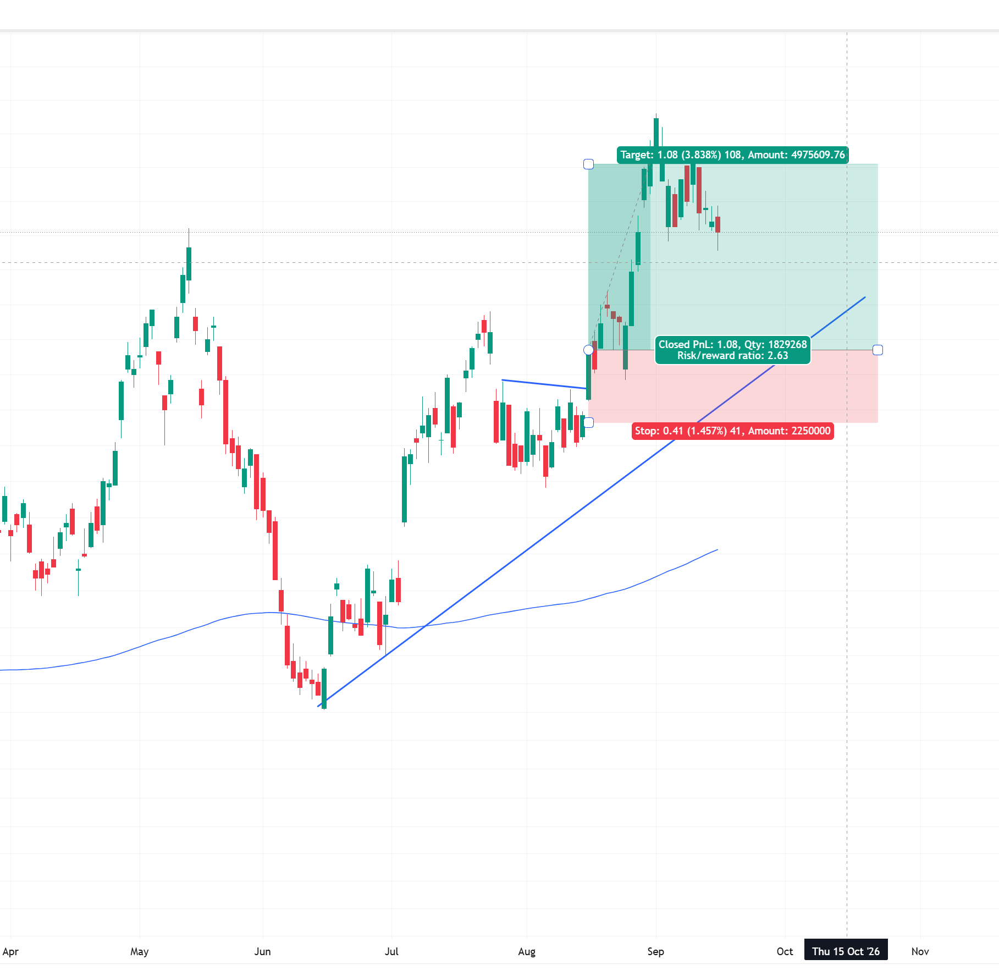 Target: 1.08 (3.838%) 108, Amount: 4975609.76
Closed PnL: 1.08, Qty: 1829268
Risk/reward ratio: 2.63
Stop: 0.41 (1.457%) 41, Amount: 2250000
Apr May Jun Jul Aug Sep Oct Thu 15 Oct '26 Nov